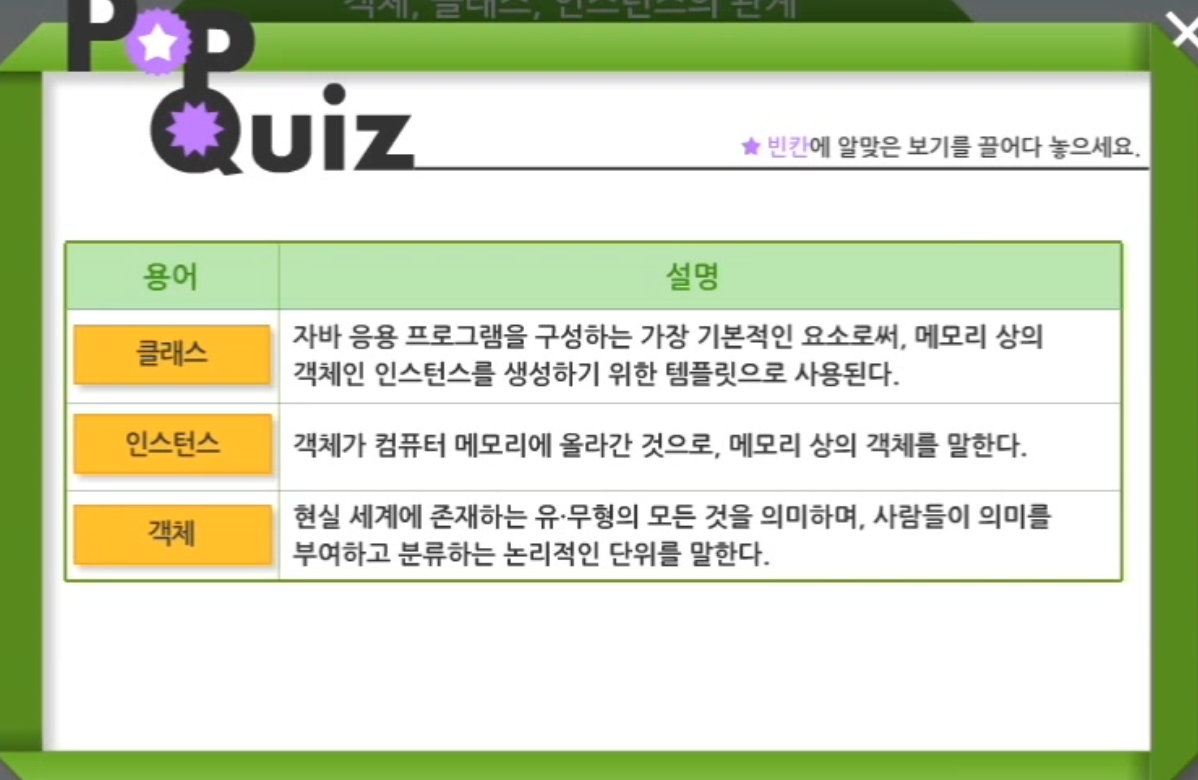 객체, 클래스, 인스턴스의 관계
PoP
Quiz
★ 빈칸에 알맞은 보기를 끌어다 놓으세요.
용어
설명
클래스
자바 응용 프로그램을 구성하는 가장 기본적인 요소로써, 메모리 상의
객체인 인스턴스를 생성하기 위한 템플릿으로 사용된다.
인스턴스
객체가 컴퓨터 메모리에 올라간 것으로, 메모리 상의 객체를 말한다.
객체
현실 세계에 존재하는 유·무형의 모든 것을 의미하며, 사람들이 의미를
부여하고 분류하는 논리적인 단위를 말한다.